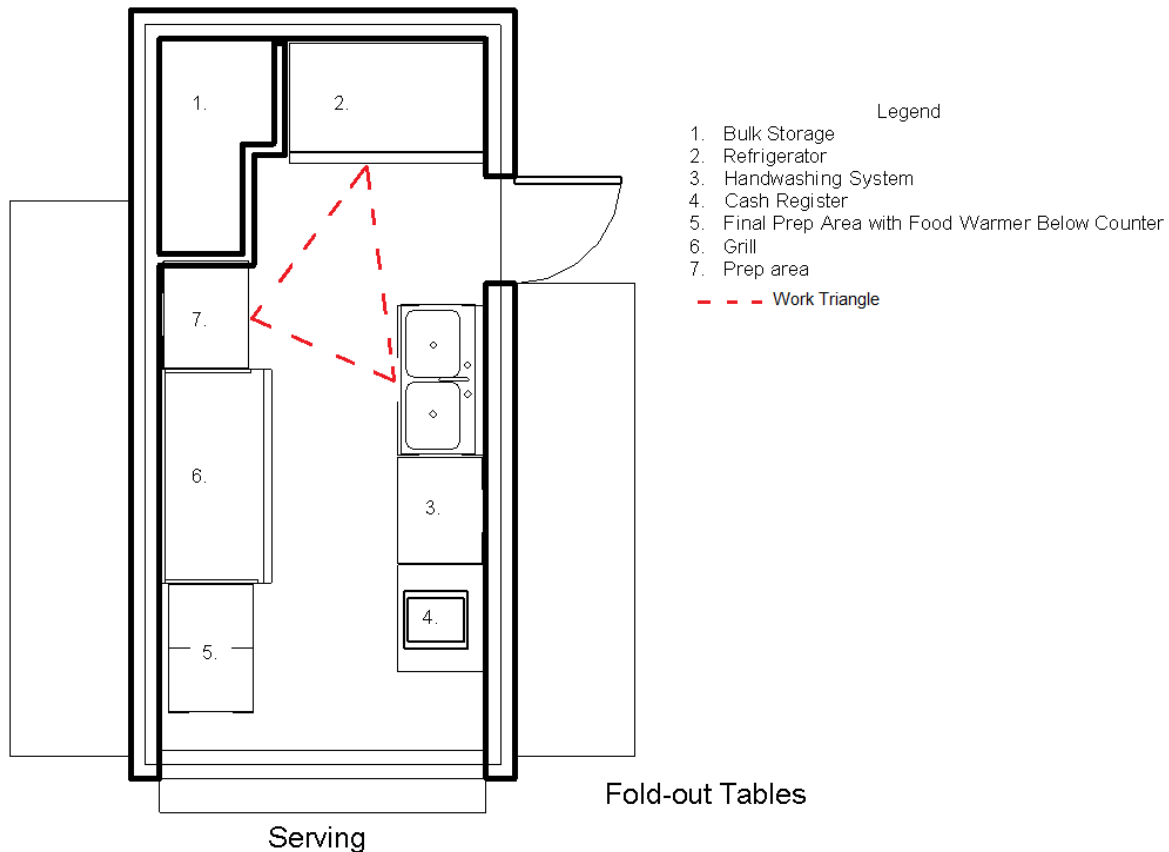 1.
2.
7.
6.
3.
4.
5.
Legend
1. Bulk Storage
2. Refrigerator
3. Handwashing System
4. Cash Register
5. Final Prep Area with Food Warmer Below Counter
6. Grill
7. Prep area
Work Triangle
Fold-out Tables
Serving